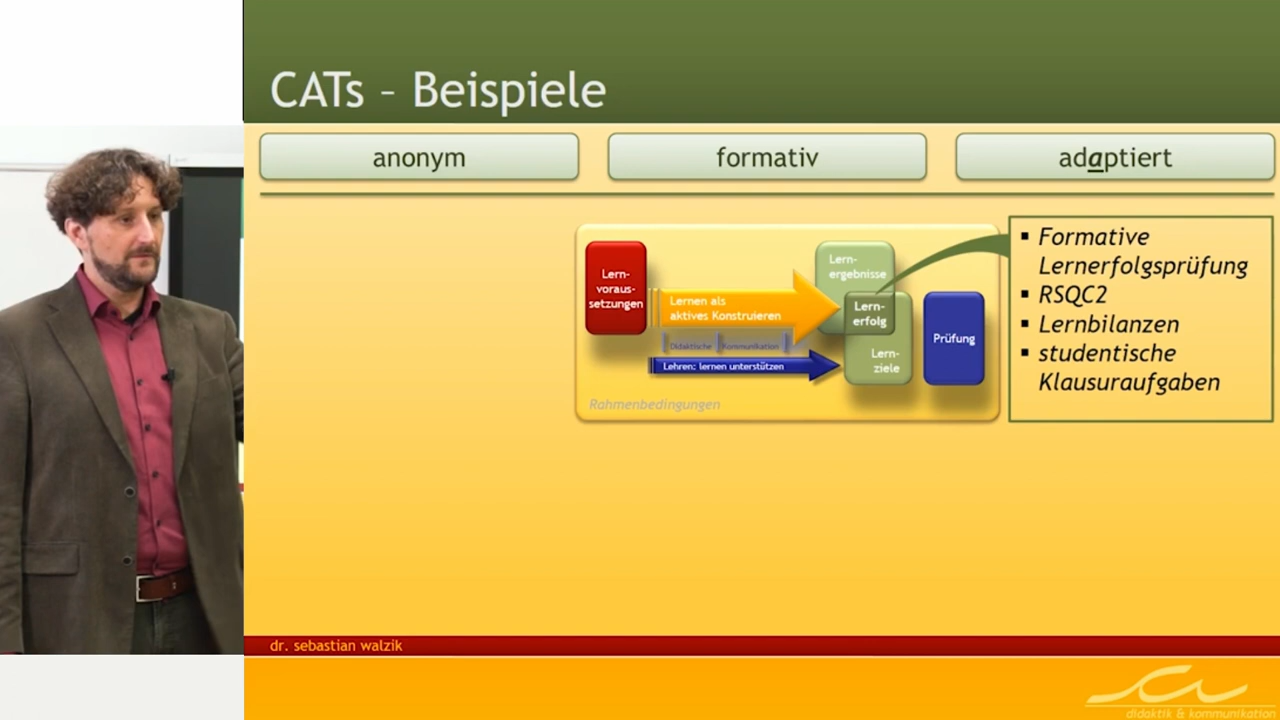 CATs – Beispiele
anonym
formativ
adaptiert
Lern-
voraus-
setzungen
Lernen als
aktives Konstruieren
Didaktische Kommunikation
Lehren: lernen unterstützen
Rahmenbedingungen
Lern-
ergebnisse
Lern-
erfolg
Lern-
ziele
Prüfung
▪ Formative
Lernerfolgsprüfung
▪ RSQC2
▪ Lernbilanzen
▪ studentische
Klausuraufgaben
dr. sebastian walzik
didaktik & kommunikation